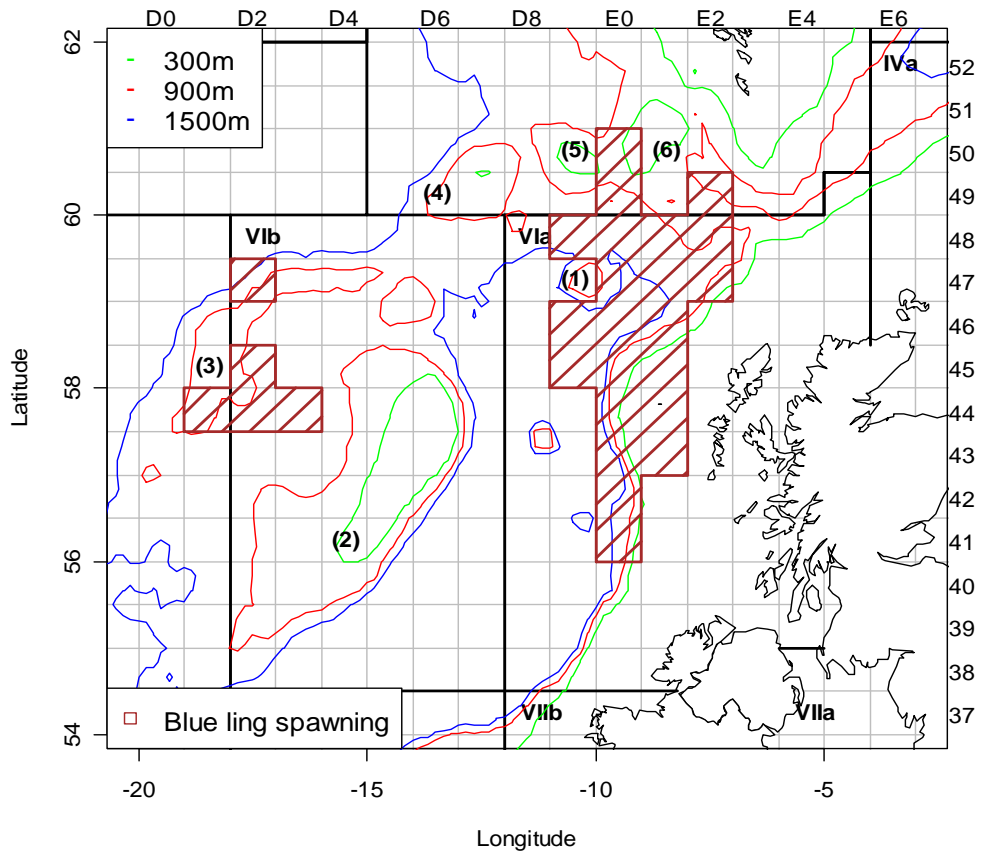 D0 D2 D4 D6 D8 E0 E2 E4 E6
62
300m
900m
1500m
IVa
52
51
(5) (6)
50
(4)
49
60
VIb VIa
48
(1)
47
46
(3)
45
58
44
43
42
(2)
41
56
40
39
38
Blue ling spawning
VIIb VIIa
37
54
-20 -15 -10 -5
Latitude
Longitude